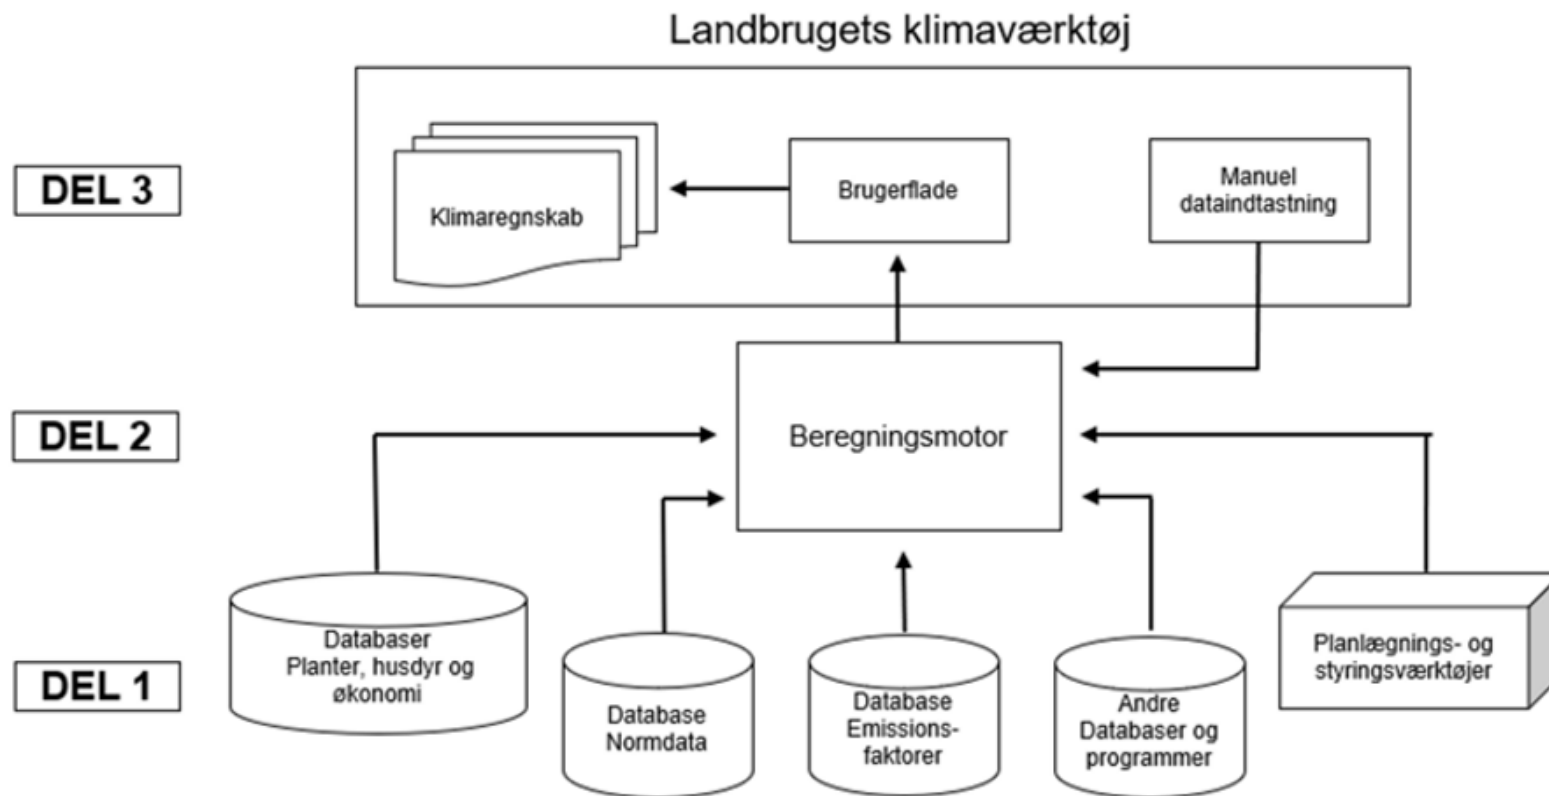 Landbrugets klimaværktøj
DEL 3
Klimaregnskab
Brugerflade
Manuel
dataindtastning
DEL 2
Beregningsmotor
DEL 1
Databaser
Planter, husdyr og
økonomi
Database
Normdata
Database
Emissions-
faktorer
Andre
Databaser og
programmer
Planlægnings- og
styringsværktøjer